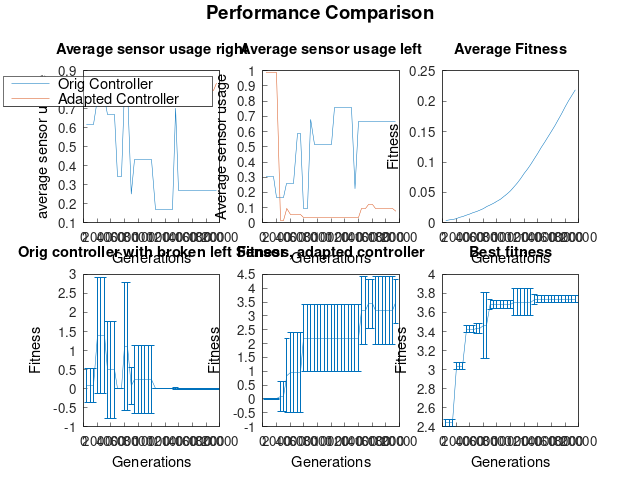 Performance Comparison
Average sensor usage right
Average sensor usage left
Average Fitness
Orig Controller
Adapted Controller
average sensor
0.9
0.7
0.6
0.5
0.4
0.3
0.2
0.1
Generations
Average sensor usage
1
0.9
0.8
0.7
0.6
0.5
0.4
0.3
0.2
0.1
0
Generations
Fitness
0.25
0.2
0.15
0.1
0.05
0
Generations
Orig controller with broken left
Fitness, adapted controller
Best fitness
Fitness
3
2.5
2
1.5
1
0.5
0
-0.5
-1
Generations
Fitness
4.5
4
3.5
3
2.5
2
1.5
1
0.5
0
-0.5
-1
Generations
Fitness
4
3.8
3.6
3.4
3.2
3
2.8
2.6
2.4
Generations